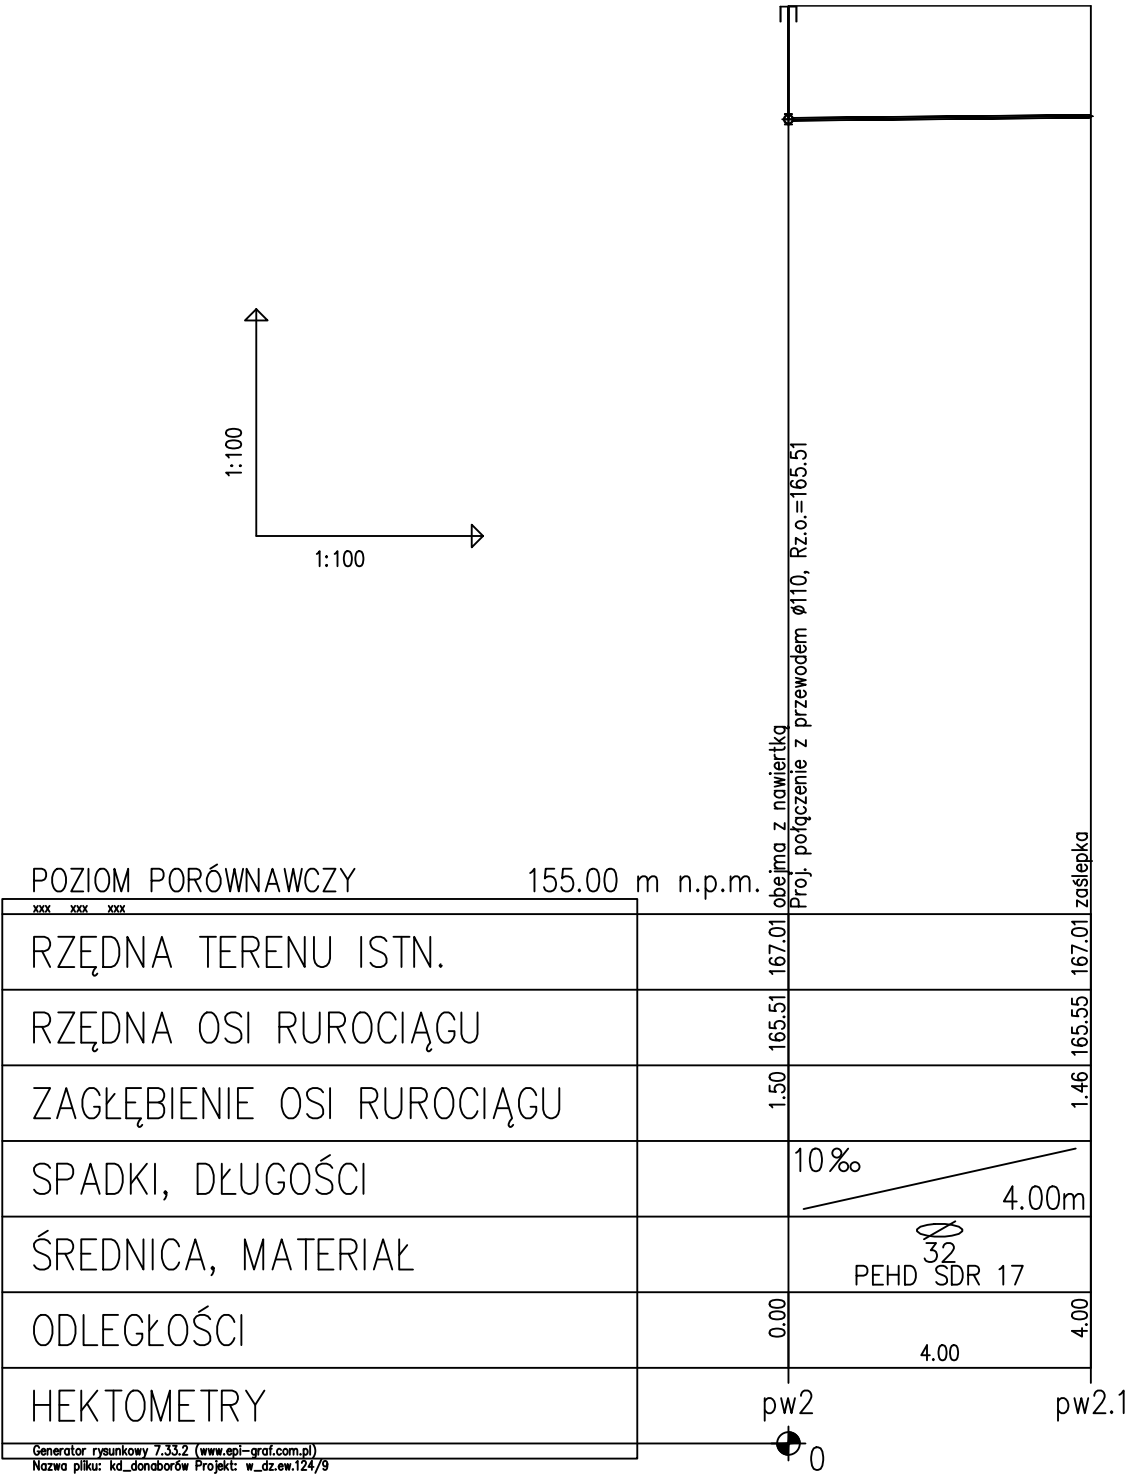 1:100
1:100
obejma z nawiertką
Proj. połączenie z przewodem ø110, Rz.o.=165.51
zaślepka
POZIOM PORÓWNAWCZY 155.00 m n.p.m.
xxx xxx xxx
RZĘDNA TERENU ISTN. 167.01 167.01
RZĘDNA OSI RUROCIĄGU 165.51 165.55
ZAGŁĘBIENIE OSI RUROCIĄGU 1.50 1.46
SPADKI, DŁUGOŚCI 10‰ 4.00m
ŚREDNICA, MATERIAŁ 32
PEHD SDR 17
ODLEGŁOŚCI 0.00 4.00
4.00
HEKTOMETRY pw2 pw2.1
0
Generator rysunkowy 7.33.2 (www.epi-graf.com.pl)
Nazwa pliku: kd_donaborów Projekt: w_dz.ew.124/9